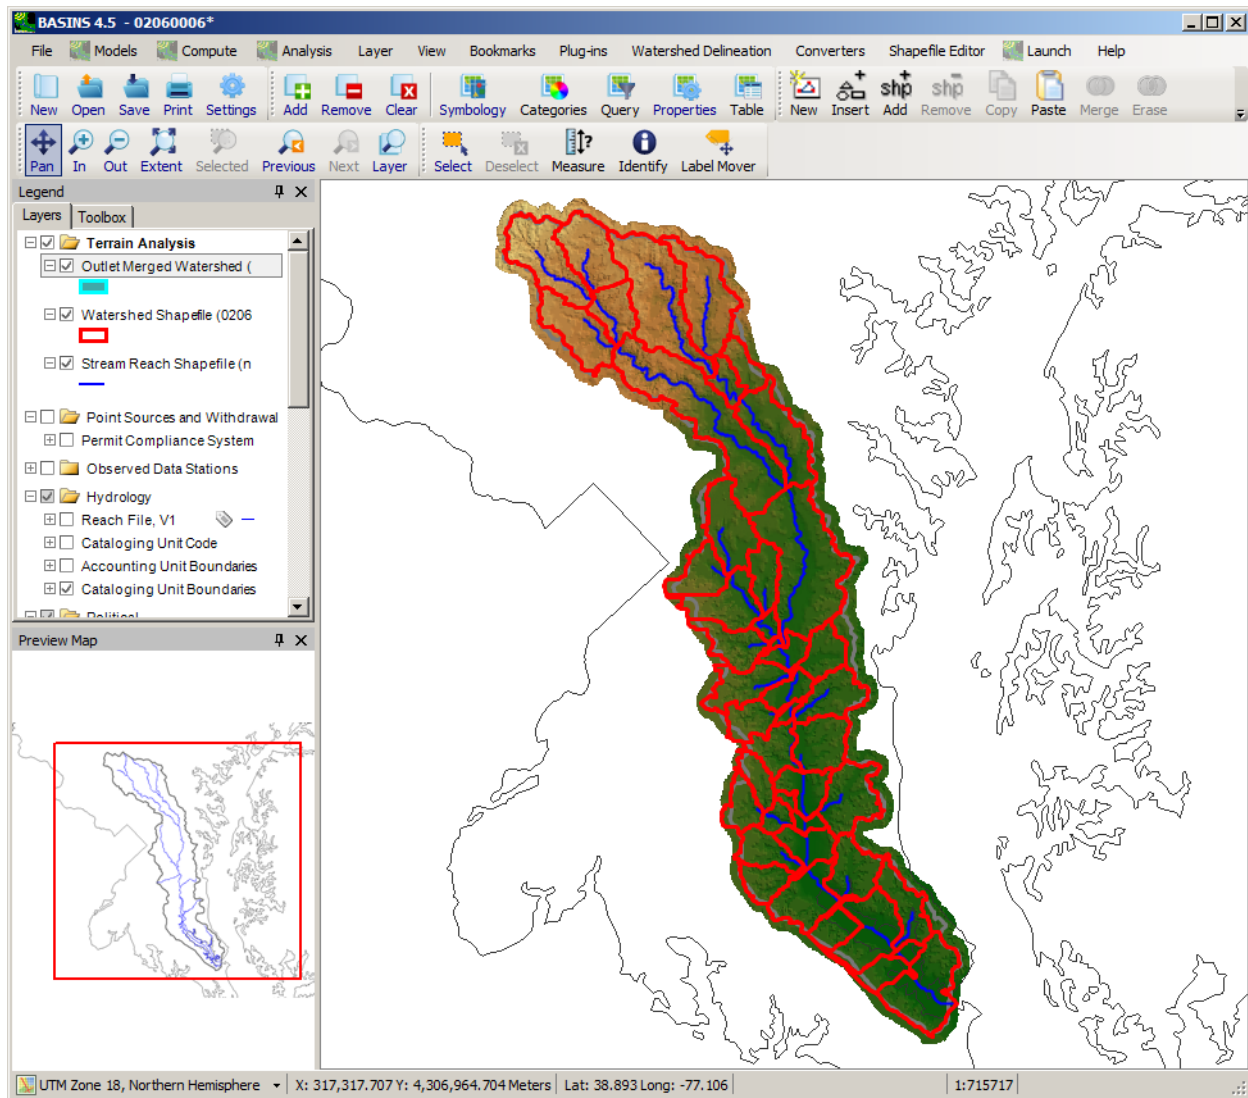 BASINS 4.5 - 02060006*
File Models Compute Analysis Layer View Bookmarks Plug-ins Watershed Delineation Converters Shapefile Editor Launch Help
New Open Save Print Settings Add Remove Clear Symbology Categories Query Properties Table New Insert Add Remove Copy Paste Merge Erase
Pan In Out Extent Selected Previous Next Layer Select Deselect Measure Identify Label Mover
Legend
Layers Toolbox
Terrain Analysis
Outlet Merged Watershed (
Watershed Shapefile (0206
Stream Reach Shapefile (n
Point Sources and Withdrawal
Permit Compliance System
Observed Data Stations
Hydrology
Reach File, V1
Cataloging Unit Code
Accounting Unit Boundaries
Cataloging Unit Boundaries
Political
Preview Map
UTM Zone 18, Northern Hemisphere X: 317,317.707 Y: 4,306,964.704 Meters Lat: 38.893 Long: -77.106 1:715717